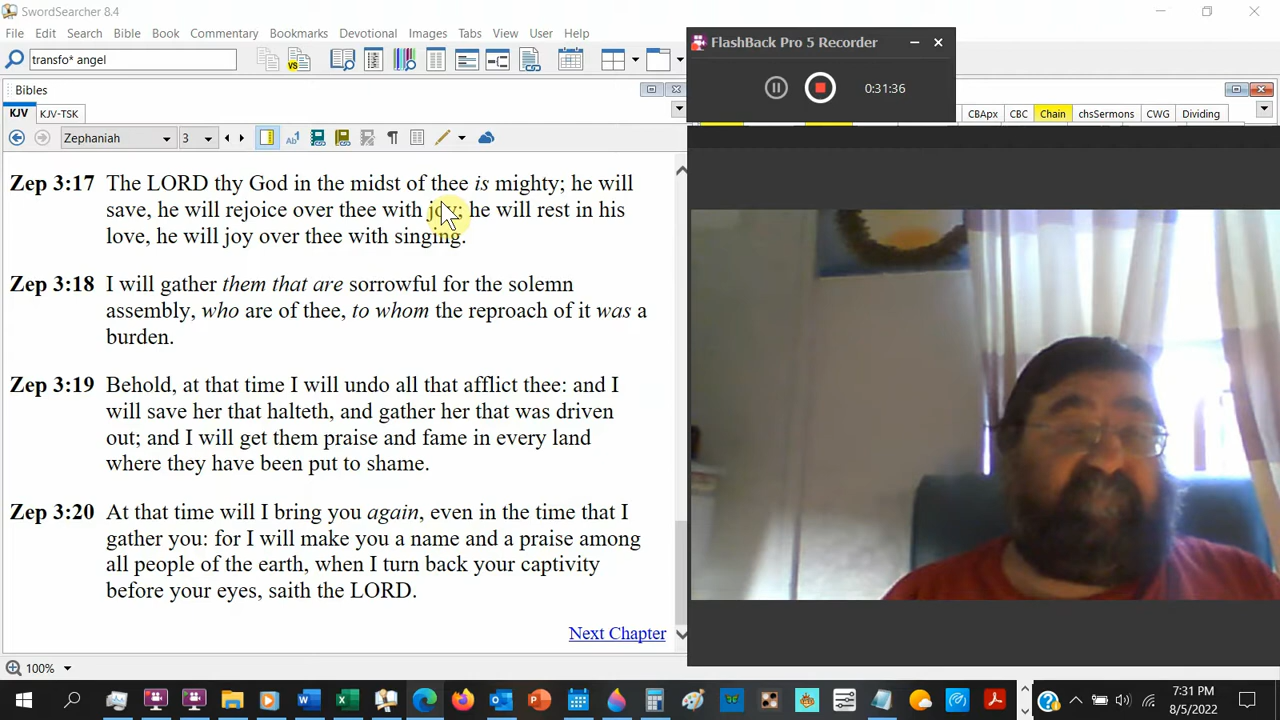 SwordSearcher 8.4
File Edit Search Bible Book Commentary Bookmarks Devotional Images Tabs View User Help
transfo* angel
VS
FlashBack Pro 5 Recorder
0:31:36
Bibles
KJV KJV-TSK
CBApx CBC Chain chsSermons CWG Dividing
Zephaniah 3
Zep 3:17 The LORD thy God in the midst of thee is mighty; he will
save, he will rejoice over thee with joy; he will rest in his
love, he will joy over thee with singing.
Zep 3:18 I will gather them that are sorrowful for the solemn
assembly, who are of thee, to whom the reproach of it was a
burden.
Zep 3:19 Behold, at that time I will undo all that afflict thee: and I
will save her that halteth, and gather her that was driven
out; and I will get them praise and fame in every land
where they have been put to shame.
Zep 3:20 At that time will I bring you again, even in the time that I
gather you: for I will make you a name and a praise among
all people of the earth, when I turn back your captivity
before your eyes, saith the LORD.
Next Chapter
100%
7:31 PM
8/5/2022